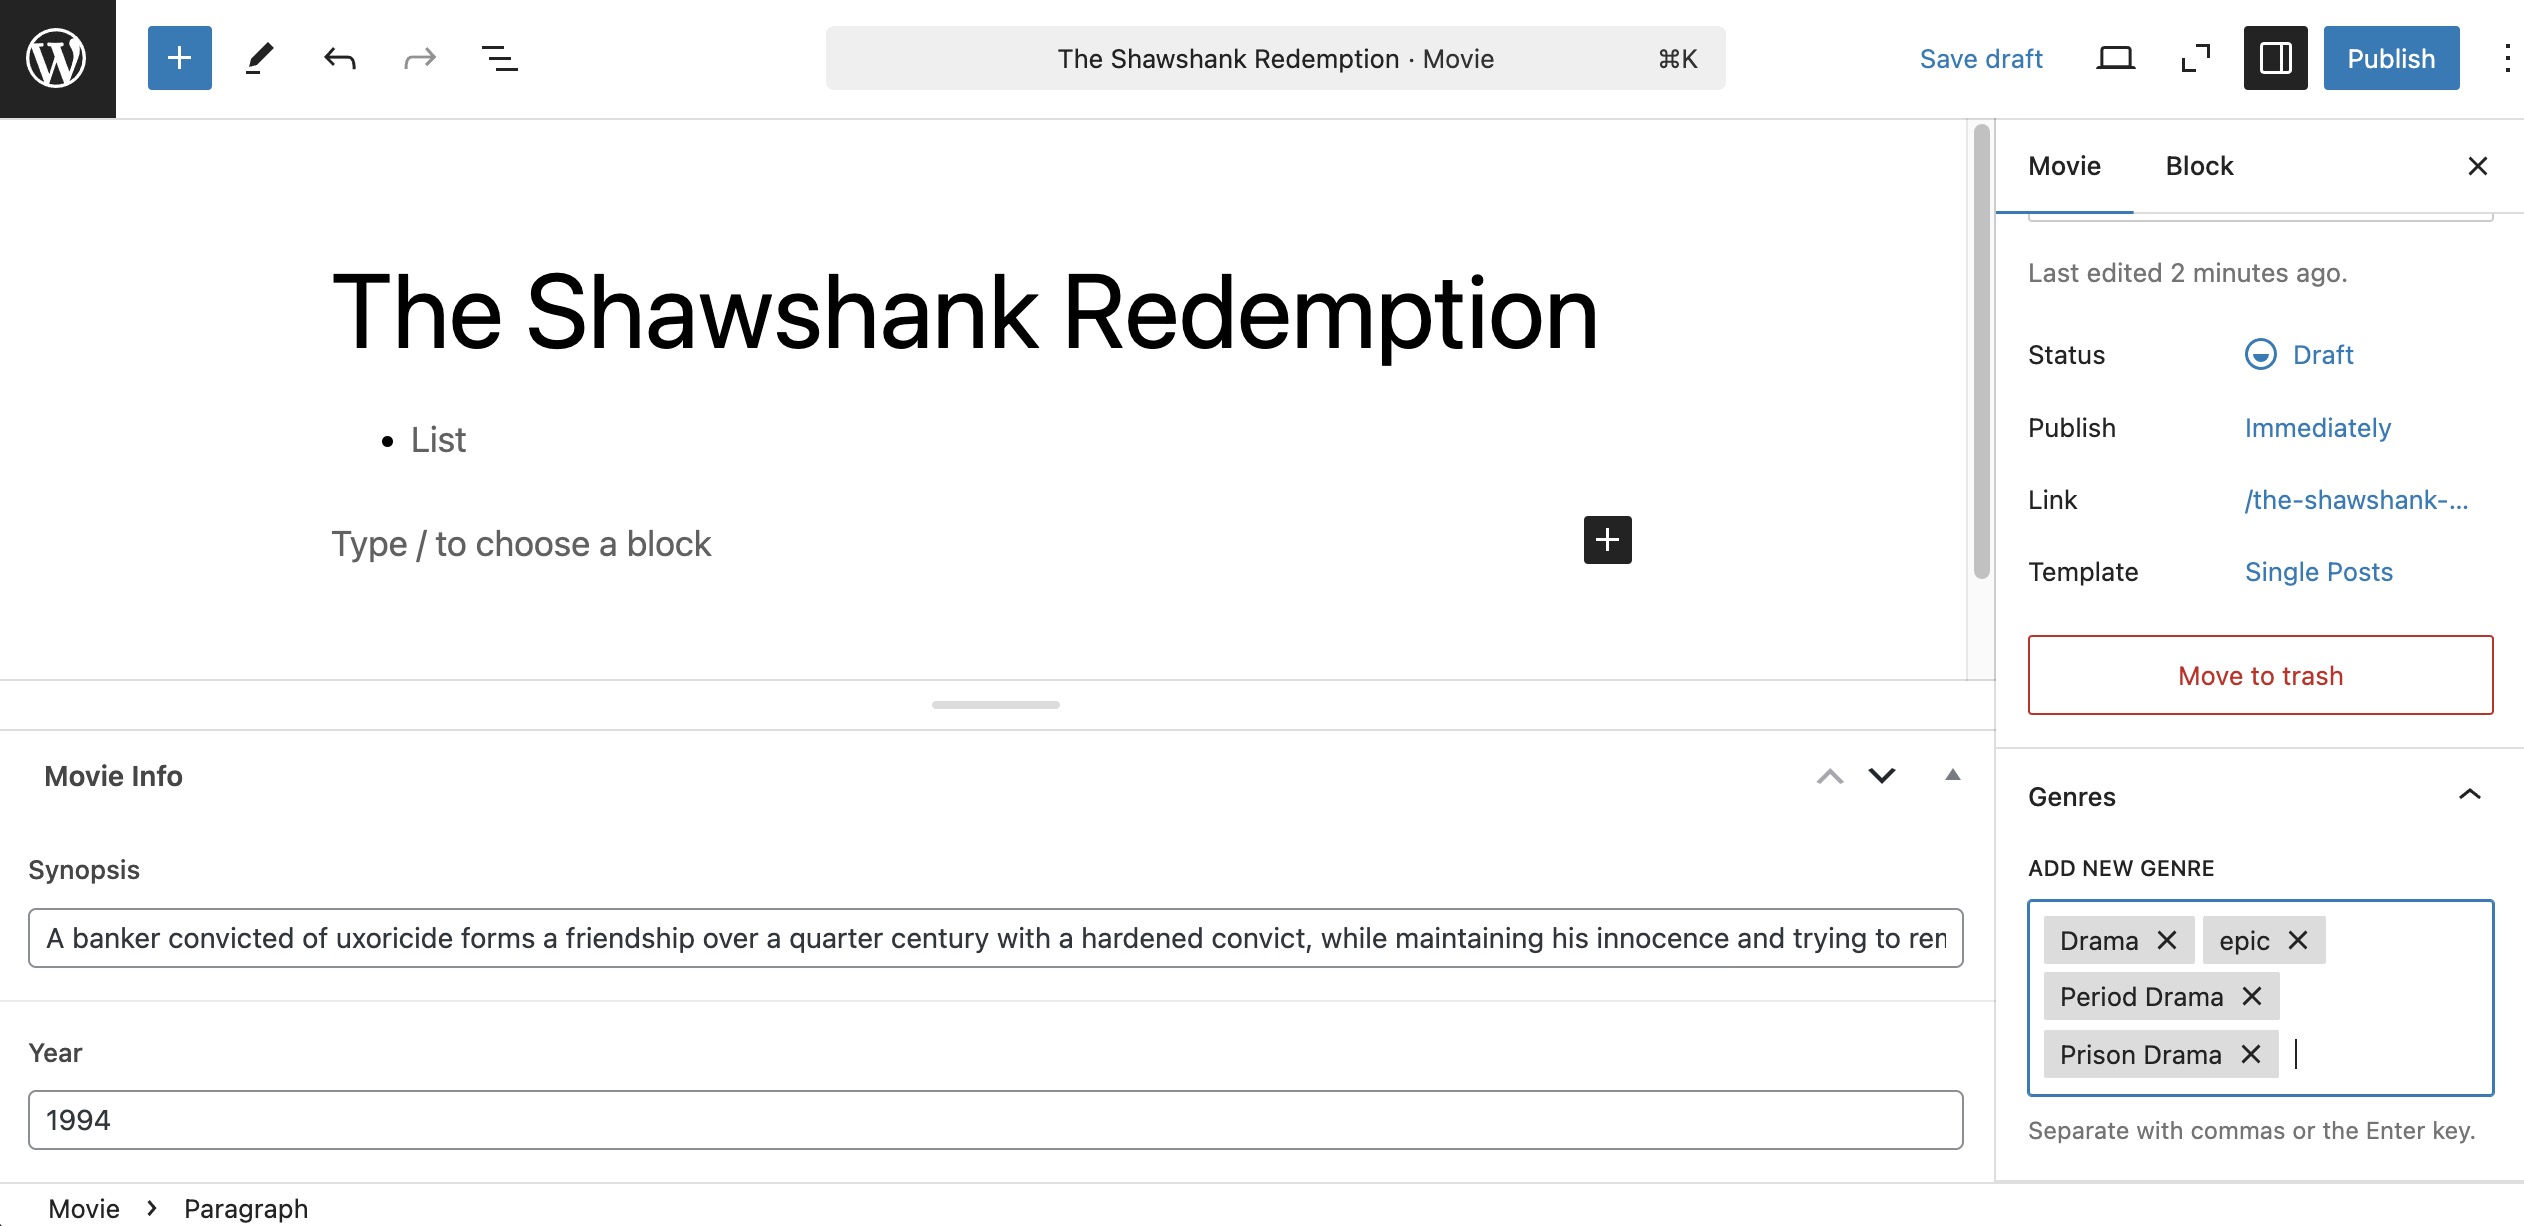 The Shawshank Redemption · Movie ⌘K
Save draft
Publish
The Shawshank Redemption
• List
Type / to choose a block
Movie Info
Synopsis
A banker convicted of uxoricide forms a friendship over a quarter century with a hardened convict, while maintaining his innocence and trying to
Year
1994
Movie > Paragraph
Movie Block
Last edited 2 minutes ago.
Status Draft
Publish Immediately
Link /the-shawshank-...
Template Single Posts
Move to trash
Genres
ADD NEW GENRE
Drama epic
Period Drama
Prison Drama
Separate with commas or the Enter key.